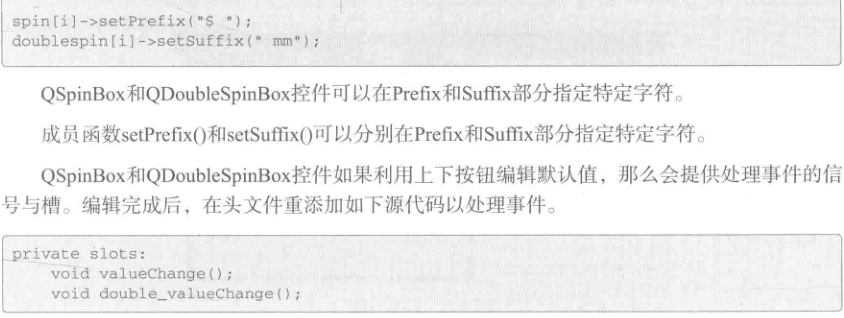 spin[i]->setPrefix("$ ");
doublespin[i]->setSuffix(" mm");
QSpinBox和QDoubleSpinBox控件可以在Prefix和Suffix部分指定特定字符。
成员函数setPrefix()和setSuffix()可以分别在Prefix和Suffix部分指定特定字符。
QSpinBox和QDoubleSpinBox控件如果利用上下按钮编辑默认值，那么会提供处理事件的信
号与槽。编辑完成后，在头文件重添加如下源代码以处理事件。
private slots:
    void valueChange();
    void double_valueChange();